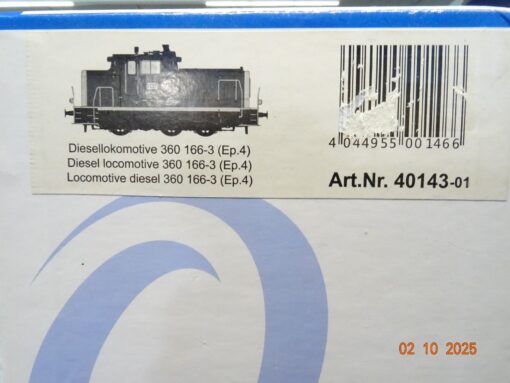 Diesellokomotive 360 166-3 (Ep.4)
Diesel locomotive 360 166-3 (Ep.4)
Locomotive diesel 360 166-3 (Ep.4)
4 044955 001466
Art.Nr. 40143-01
02 10 2025